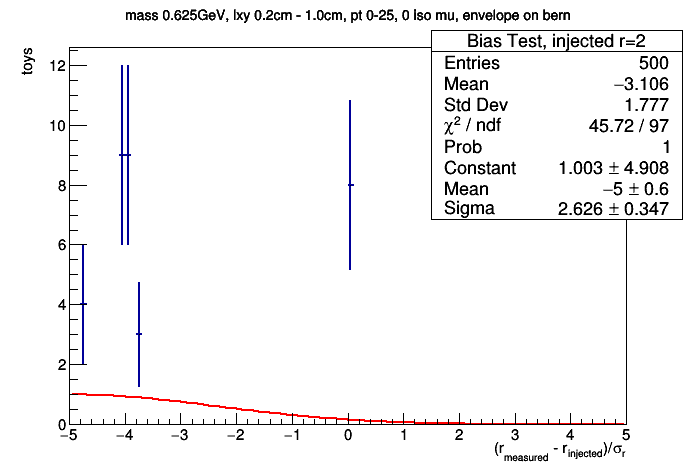 mass 0.625GeV, lxy 0.2cm - 1.0cm, pt 0-25, 0 Iso mu, envelope on bern
toys
Bias Test, injected r=2
Entries 500
Mean −3.106
Std Dev 1.777
χ² / ndf 45.72 / 97
Prob 1
Constant 1.003 ± 4.908
Mean −5 ± 0.6
Sigma 2.626 ± 0.347
12
10
8
6
4
2
0
−5 −4 −3 −2 −1 0 1 2 3 4 5
(r_measured - r_injected)/σ_r